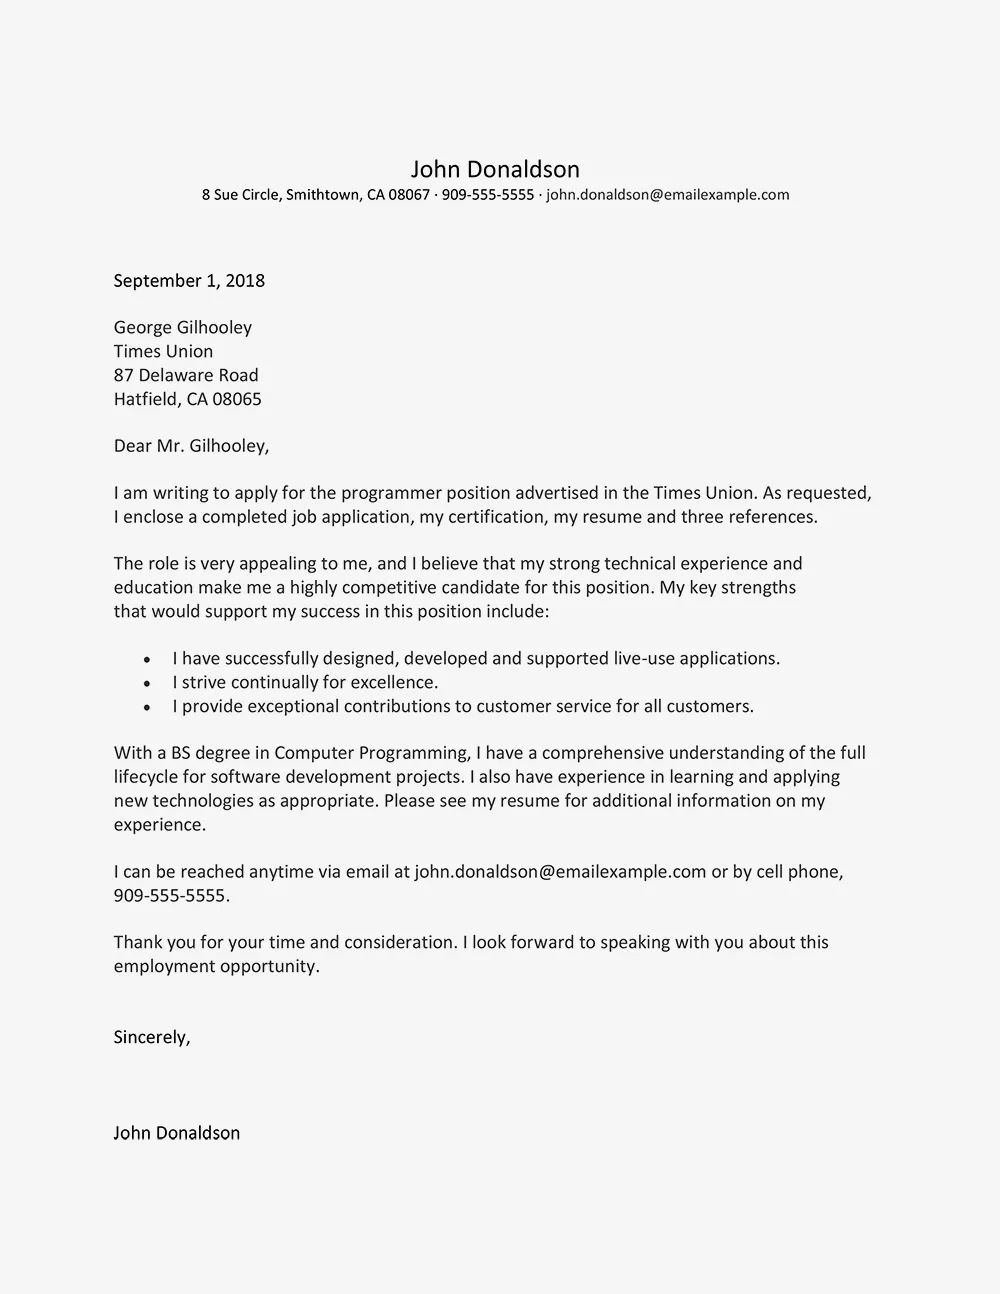 John Donaldson
8 Sue Circle, Smithtown, CA 08067 · 909-555-5555 · john.donaldson@emailexample.com
September 1, 2018
George Gilhooley
Times Union
87 Delaware Road
Hatfield, CA 08065
Dear Mr. Gilhooley,
I am writing to apply for the programmer position advertised in the Times Union. As requested,
I enclose a completed job application, my certification, my resume and three references.
The role is very appealing to me, and I believe that my strong technical experience and
education make me a highly competitive candidate for this position. My key strengths
that would support my success in this position include:
• I have successfully designed, developed and supported live-use applications.
• I strive continually for excellence.
• I provide exceptional contributions to customer service for all customers.
With a BS degree in Computer Programming, I have a comprehensive understanding of the full
lifecycle for software development projects. I also have experience in learning and applying
new technologies as appropriate. Please see my resume for additional information on my
experience.
I can be reached anytime via email at john.donaldson@emailexample.com or by cell phone,
909-555-5555.
Thank you for your time and consideration. I look forward to speaking with you about this
employment opportunity.
Sincerely,
John Donaldson